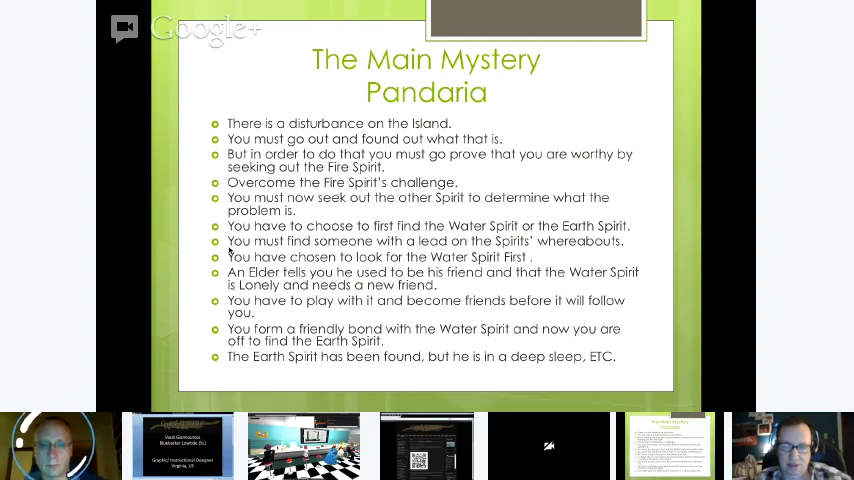 Google+
The Main Mystery
Pandaria
There is a disturbance on the Island.
You must go out and found out what that is.
But in order to do that you must go prove that you are worthy by
seeking out the Fire Spirit.
Overcome the Fire Spirit's challenge.
You must now seek out the other Spirit to determine what the
problem is.
You have to choose to first find the Water Spirit or the Earth Spirit.
You must find someone with a lead on the Spirits' whereabouts.
You have chosen to look for the Water Spirit First .
An Elder tells you he used to be his friend and that the Water Spirit
is Lonely and needs a new friend.
You have to play with it and become friends before it will follow
you.
You form a friendly bond with the Water Spirit and now you are
off to find the Earth Spirit.
The Earth Spirit has been found, but he is in a deep sleep, ETC.
Vasili Giannoutsos
Bluebarker Lowtide (SL)
Graphic/ Instructional Designer
Virginia, US
The Main Mystery
Pandaria